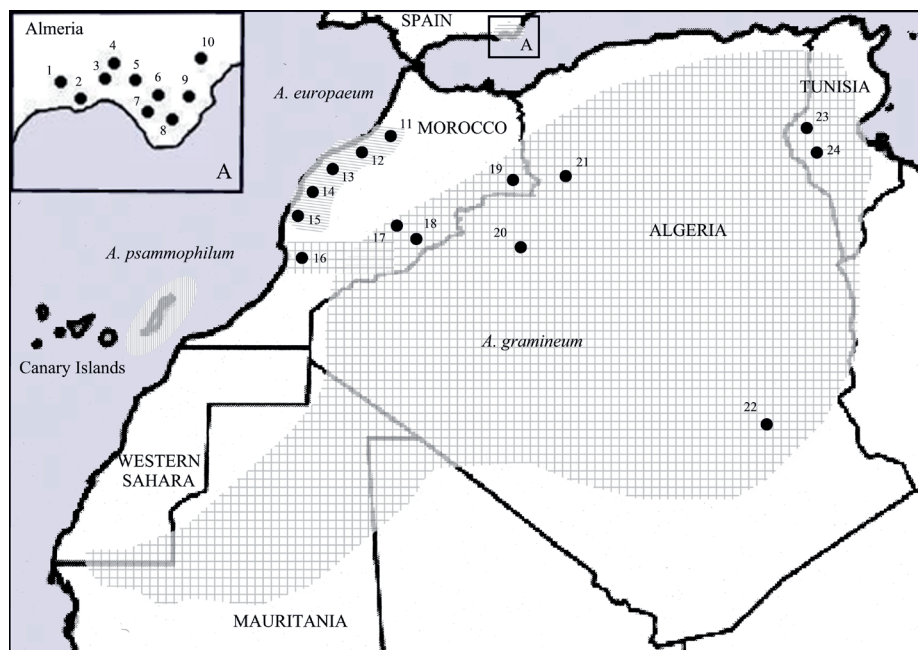 SPAIN
Almeria
10
4
1
2
3
5
6
9
7
8
A
A
TUNISIA
A. europaeum
11
MOROCCO
12
23
13
24
19
21
14
15
17
18
20
ALGERIA
A. psammophilum
16
A. gramineum
Canary Islands
22
WESTERN
SAHARA
MAURITANIA